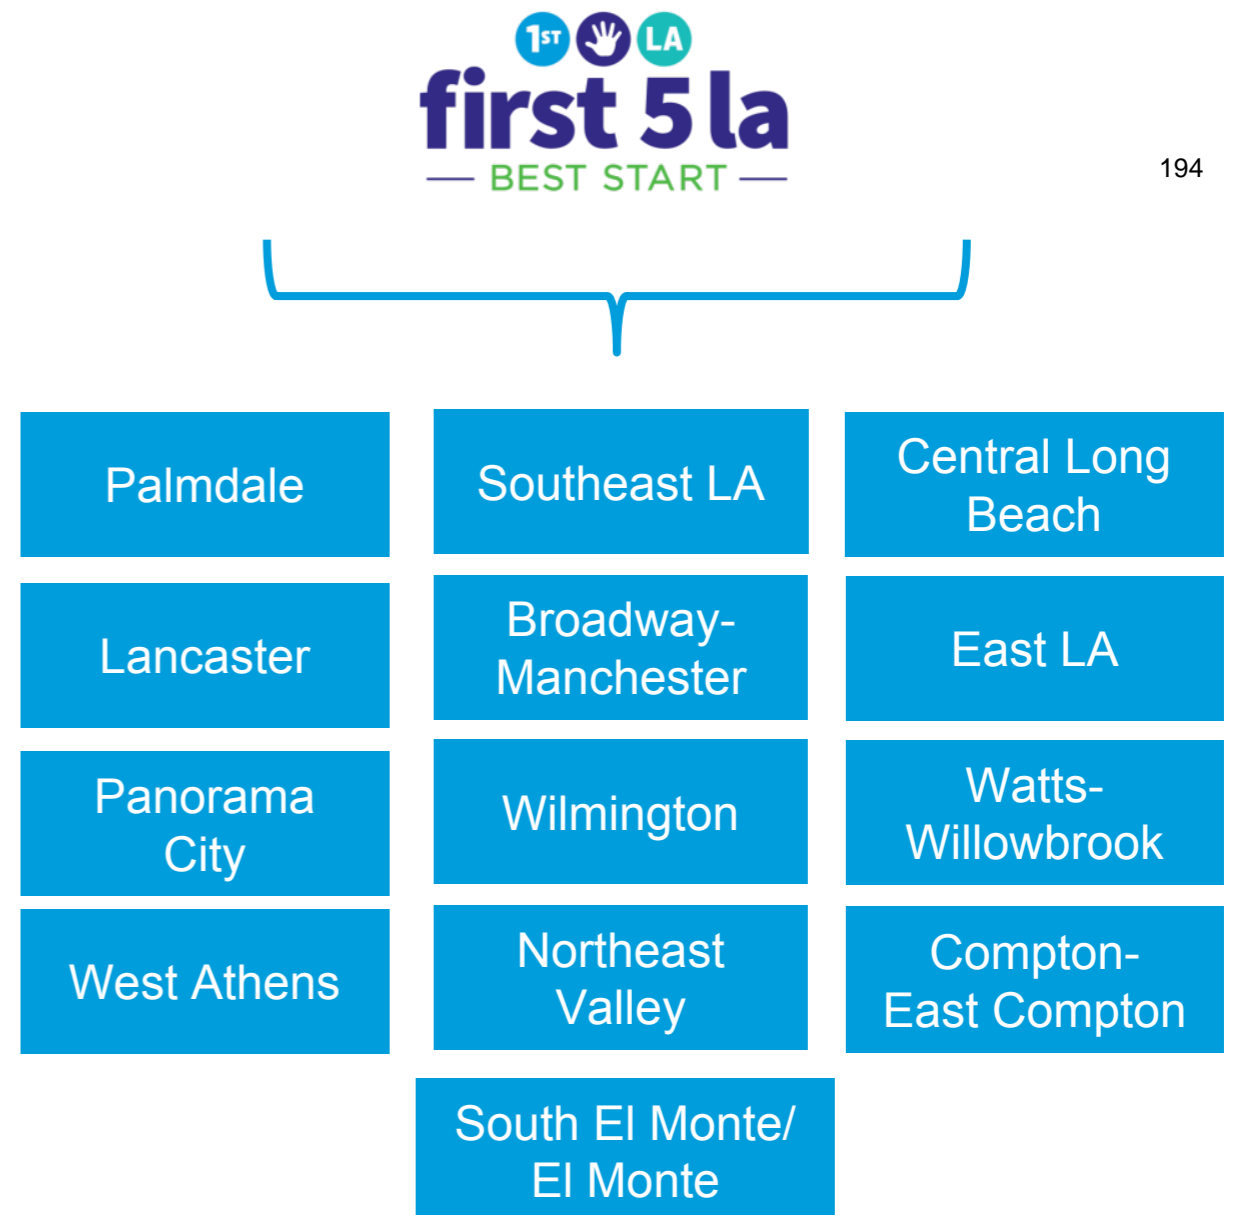 1ST LA
first 5 la
BEST START
194
Palmdale
Southeast LA
Central Long
Beach
Lancaster
Broadway-
Manchester
East LA
Panorama
City
Wilmington
Watts-
Willowbrook
West Athens
Northeast
Valley
Compton-
East Compton
South El Monte/
El Monte